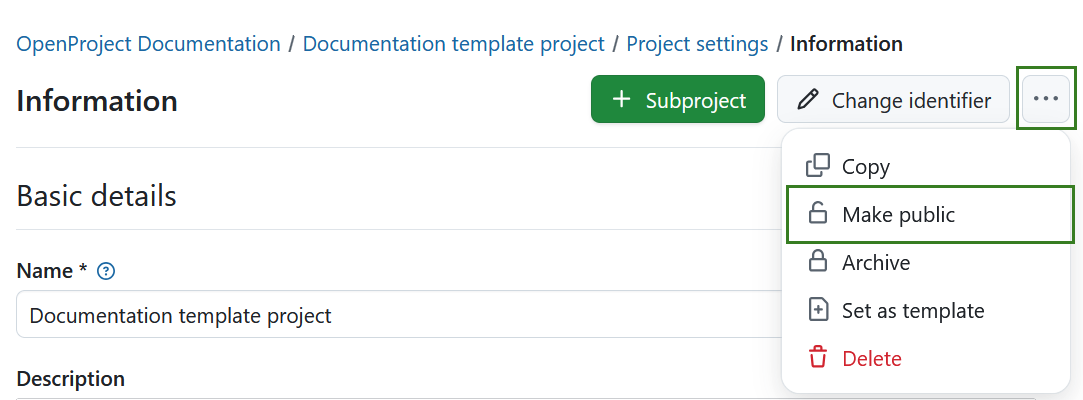 OpenProject Documentation / Documentation template project / Project settings / Information
Information
+ Subproject
Change identifier
Copy
Make public
Archive
Set as template
Delete
Basic details
Name *
Documentation template project
Description